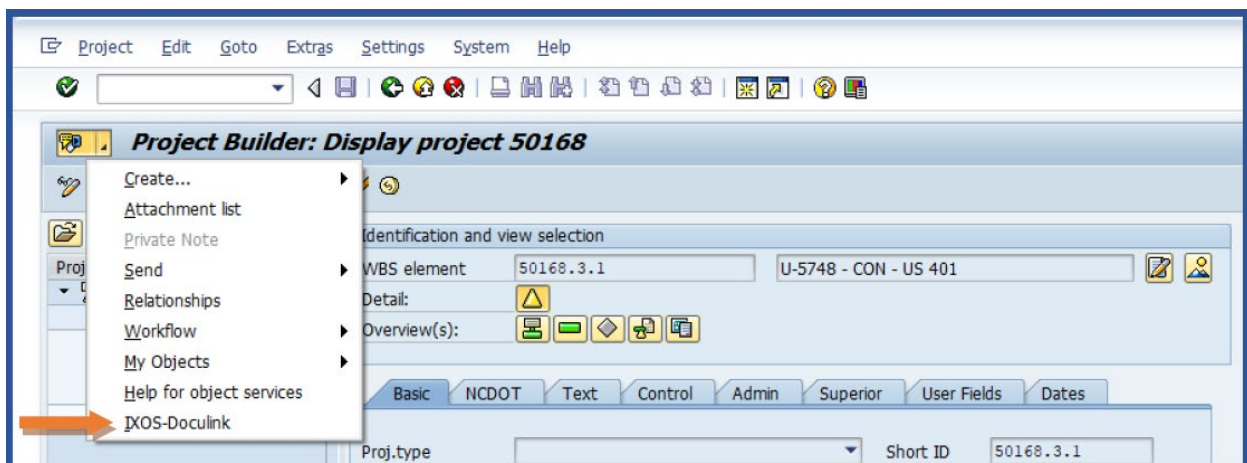 Project Edit Goto Extras Settings System Help
Project Builder: Display project 50168
Create...
Attachment list
Private Note
Send
Relationships
Workflow
My Objects
Help for object services
IXOS-Doculink
Identification and view selection
Proj
WBS element 50168.3.1 U-5748 - CON - US 401
Detail:
Overview(s):
Basic NCDOT Text Control Admin Superior User Fields Dates
Proj.type Short ID 50168.3.1